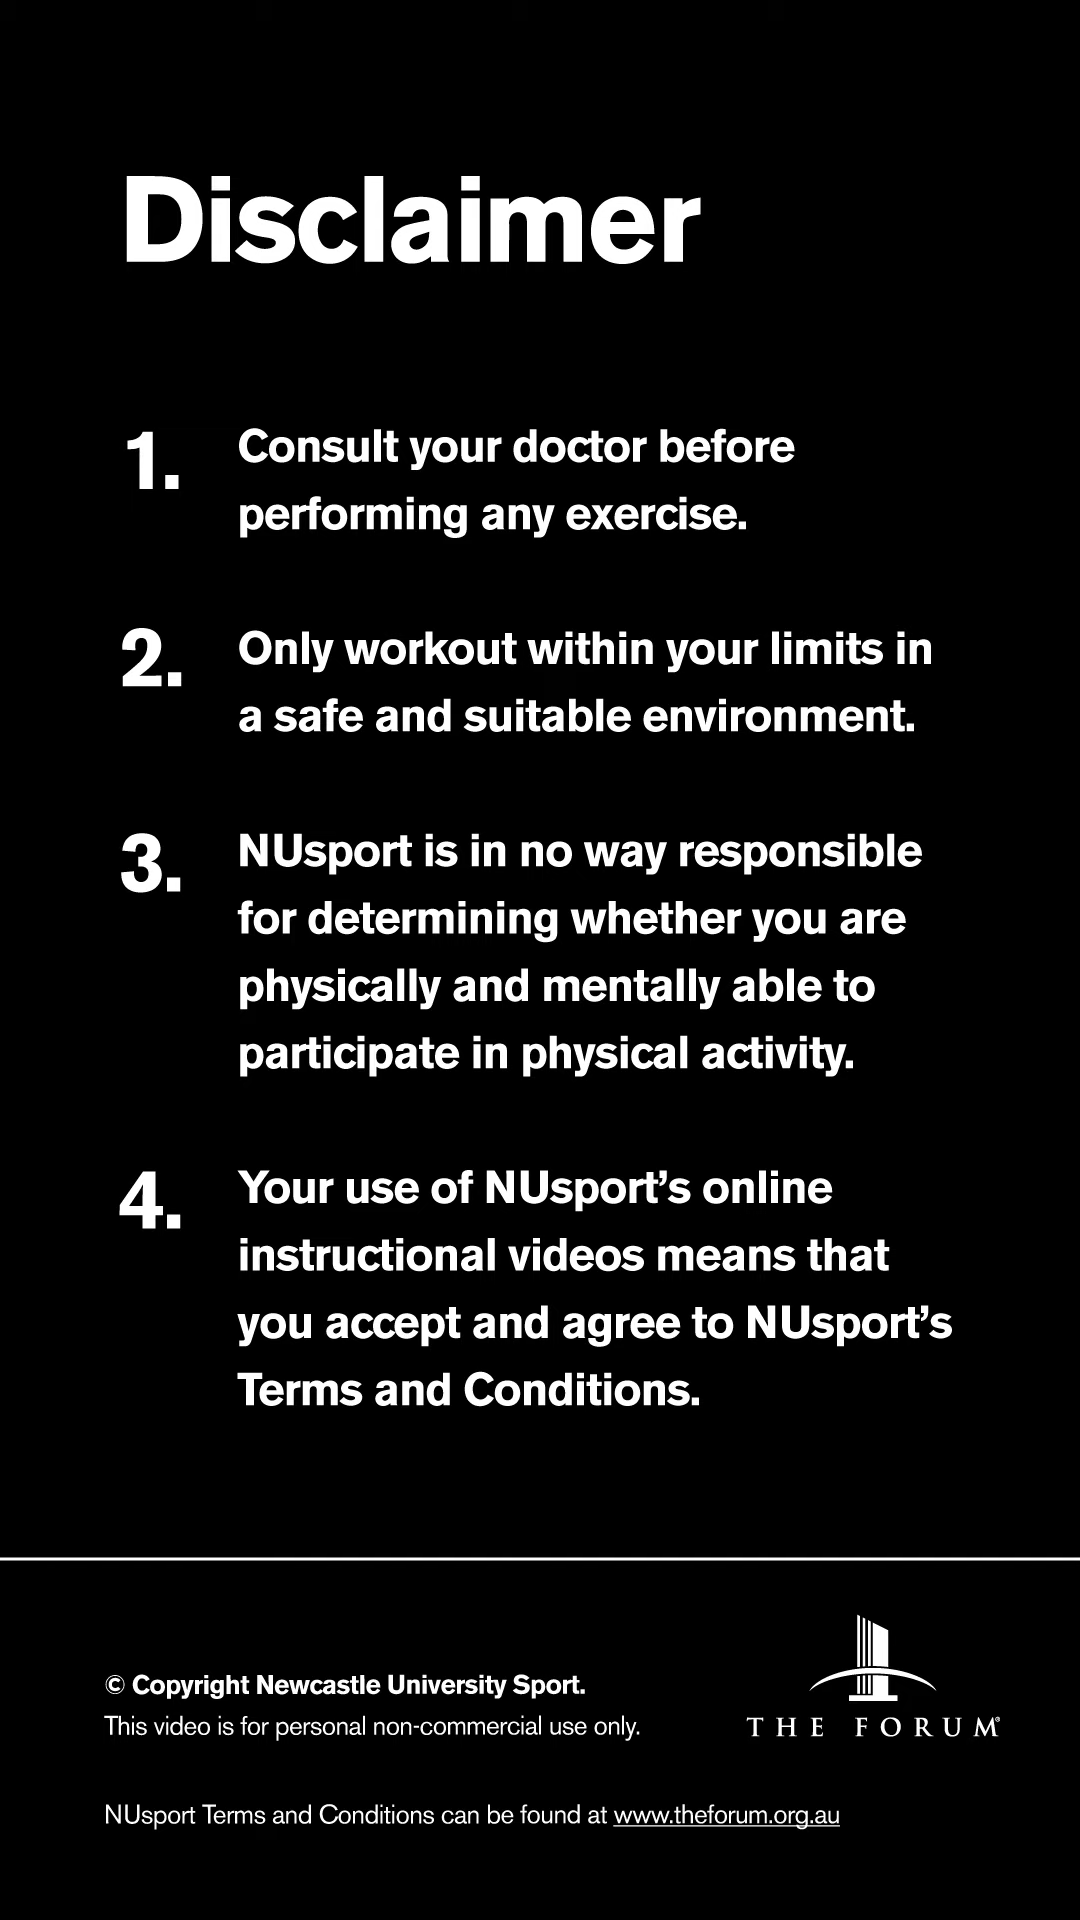 Disclaimer
1. Consult your doctor before
performing any exercise.
2. Only workout within your limits in
a safe and suitable environment.
3. NUsport is in no way responsible
for determining whether you are
physically and mentally able to
participate in physical activity.
4. Your use of NUsport’s online
instructional videos means that
you accept and agree to NUsport’s
Terms and Conditions.
© Copyright Newcastle University Sport.
This video is for personal non-commercial use only.
THE FORUM®
NUsport Terms and Conditions can be found at www.theforum.org.au